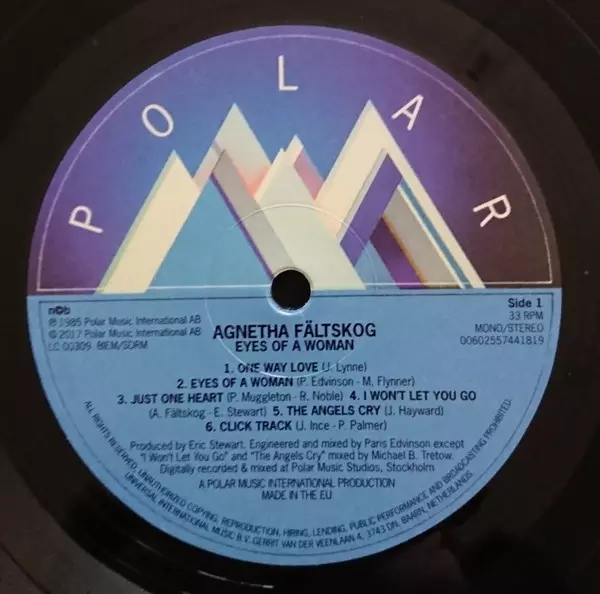 POLAR
ncb
℗ 1985 Polar Music International AB
© 2017 Polar Music International AB
LC 00309 BIEM/SDRM
Side 1
33 RPM
MONO/STEREO
00602557441819
AGNETHA FÄLTSKOG
EYES OF A WOMAN
1. ONE WAY LOVE (J. Lynne)
2. EYES OF A WOMAN (P. Edvinson - M. Flynner)
3. JUST ONE HEART (P. Muggleton - R. Noble) 4. I WON'T LET YOU GO
(A. Fältskog - E. Stewart) 5. THE ANGELS CRY (J. Hayward)
6. CLICK TRACK (J. Ince - P. Palmer)
Produced by Eric Stewart. Engineered and mixed by Paris Edvinson except
"I Won't Let You Go" and "The Angels Cry" mixed by Michael B. Tretow.
Digitally recorded & mixed at Polar Music Studios, Stockholm
A POLAR MUSIC INTERNATIONAL PRODUCTION
MADE IN THE EU
ALL RIGHTS RESERVED. UNAUTHORIZED COPYING, REPRODUCTION, HIRING, LENDING, PUBLIC PERFORMANCE AND BROADCASTING PROHIBITED.
UNIVERSAL INTERNATIONAL MUSIC B.V. GERRIT VAN DER VEENLAAN 4, 3743 DN, BAARN, NETHERLANDS.